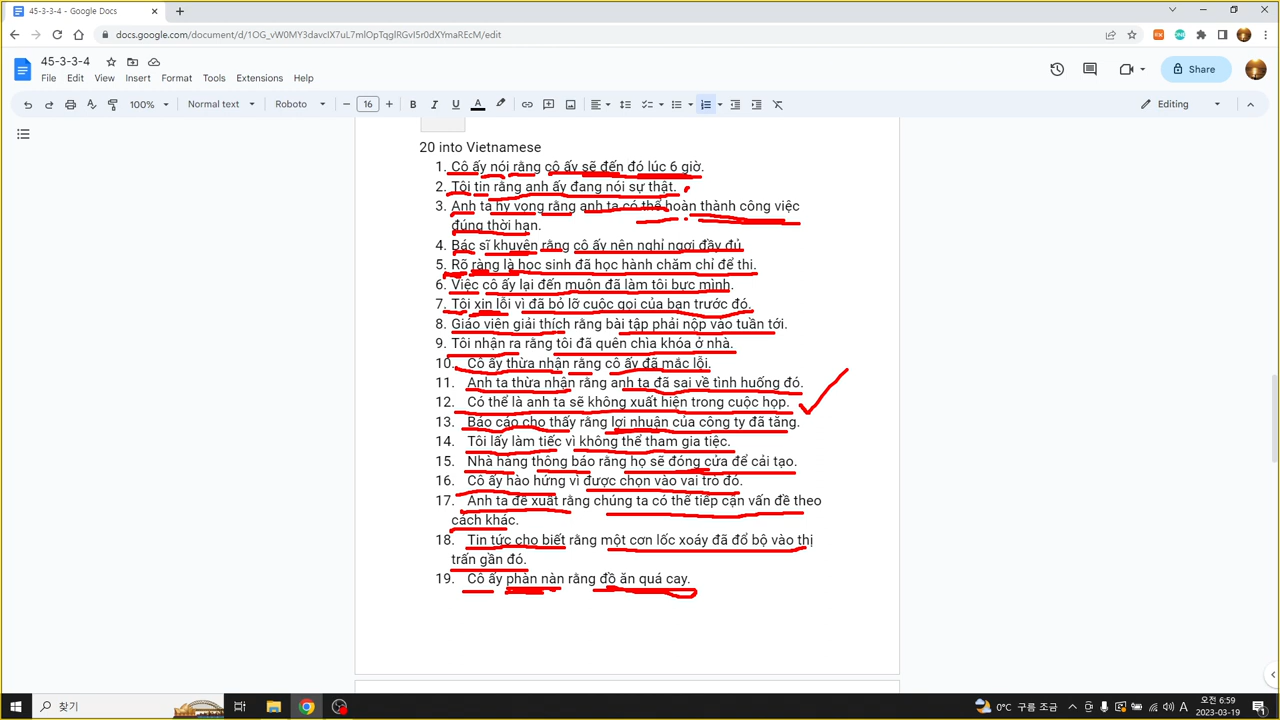 45-3-3-4 - Google Docs
docs.google.com/document/d/1OG_vW0MY3davcIX7uL7mlOpTqglRGvI5r0dXYmaREcM/edit
45-3-3-4
File Edit View Insert Format Tools Extensions Help
Share
100% Normal text Roboto 16 B I U A Editing
20 into Vietnamese
1. Cô ấy nói rằng cô ấy sẽ đến đó lúc 6 giờ.
2. Tôi tin rằng anh ấy đang nói sự thật.
3. Anh ta hy vọng rằng anh ta có thể hoàn thành công việc
đúng thời hạn.
4. Bác sĩ khuyên rằng cô ấy nên nghỉ ngơi đầy đủ.
5. Rõ ràng là học sinh đã học hành chăm chỉ để thi.
6. Việc cô ấy lại đến muộn đã làm tôi bực mình.
7. Tôi xin lỗi vì đã bỏ lỡ cuộc gọi của bạn trước đó.
8. Giáo viên giải thích rằng bài tập phải nộp vào tuần tới.
9. Tôi nhận ra rằng tôi đã quên chìa khóa ở nhà.
10. Cô ấy thừa nhận rằng cô ấy đã mắc lỗi.
11. Anh ta thừa nhận rằng anh ta đã sai về tình huống đó.
12. Có thể là anh ta sẽ không xuất hiện trong cuộc họp.
13. Báo cáo cho thấy rằng lợi nhuận của công ty đã tăng.
14. Tôi lấy làm tiếc vì không thể tham gia tiệc.
15. Nhà hàng thông báo rằng họ sẽ đóng cửa để cải tạo.
16. Cô ấy hào hứng vì được chọn vào vai trò đó.
17. Anh ta đề xuất rằng chúng ta có thể tiếp cận vấn đề theo
cách khác.
18. Tin tức cho biết rằng một cơn lốc xoáy đã đổ bộ vào thị
trấn gần đó.
19. Cô ấy phàn nàn rằng đồ ăn quá cay.
찾기
0°C 구름 조금
A
오전 6:59
2023-03-19